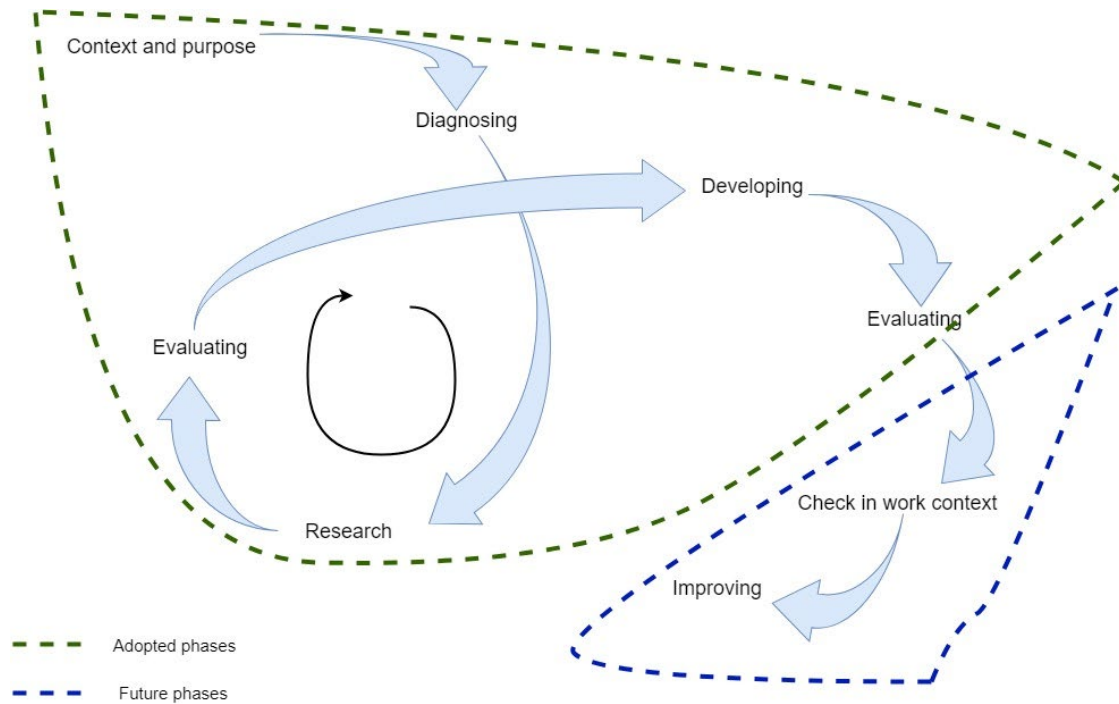 Context and purpose
Diagnosing
Developing
Evaluating
Evaluating
Check in work context
Research
Improving
Adopted phases
Future phases